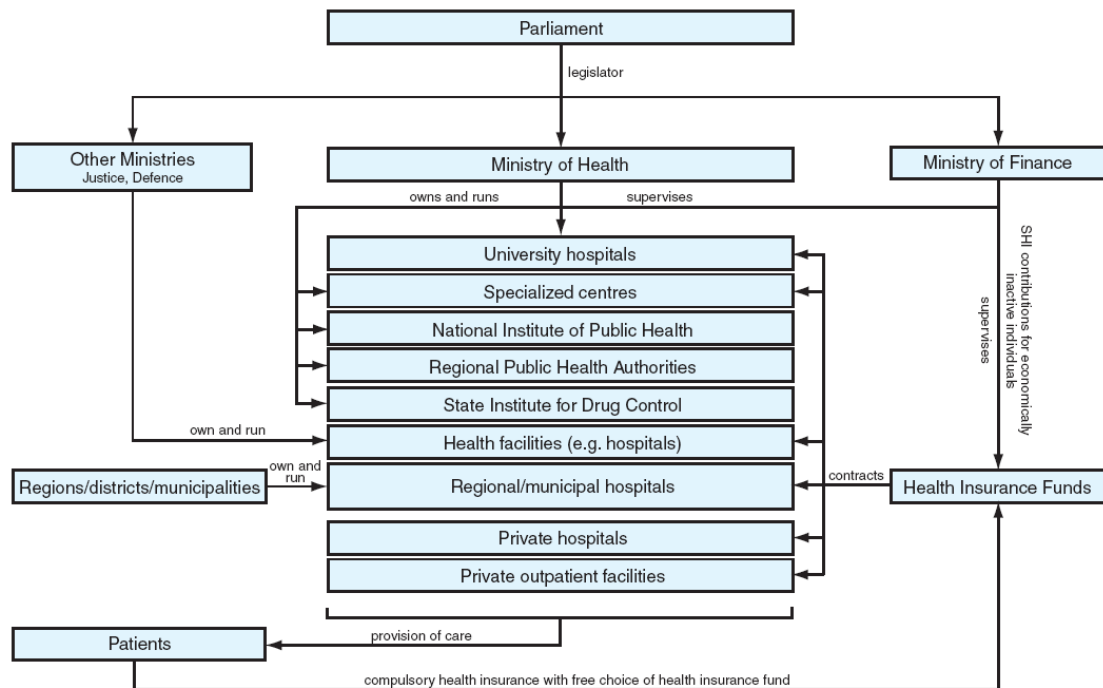 Parliament
legislator
Other Ministries
Justice, Defence
Ministry of Health
Ministry of Finance
owns and runs
supervises
University hospitals
Specialized centres
National Institute of Public Health
Regional Public Health Authorities
State Institute for Drug Control
SHI contributions for economically
inactive individuals
supervises
own and run
Health facilities (e.g. hospitals)
Regions/districts/municipalities
own and
run
Regional/municipal hospitals
contracts
Health Insurance Funds
Private hospitals
Private outpatient facilities
Patients
provision of care
compulsory health insurance with free choice of health insurance fund